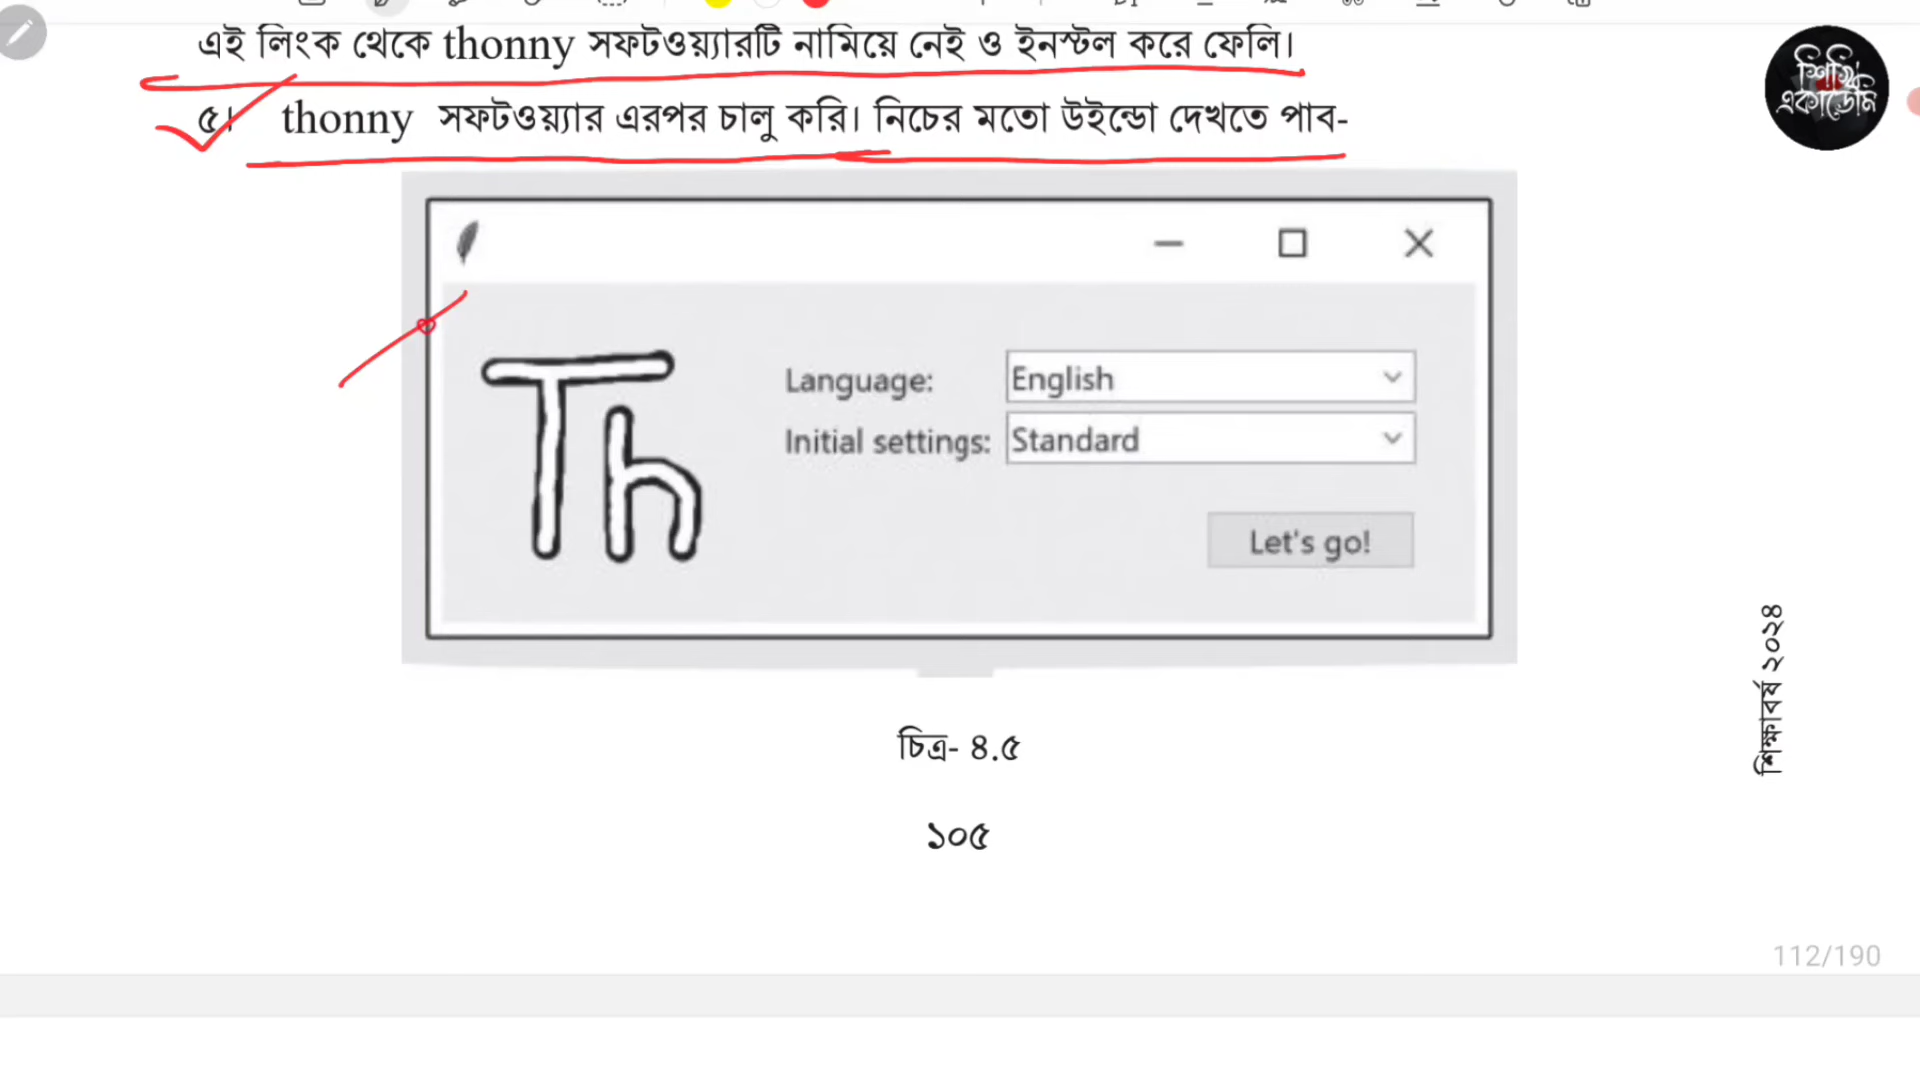 এই লিংক থেকে thonny সফটওয়্যারটি নামিয়ে নেই ও ইনস্টল করে ফেলি।
৫। thonny সফটওয়্যার এরপর চালু করি। নিচের মতো উইন্ডো দেখতে পাব-
শিখি একাডেমি
Th
Language: English
Initial settings: Standard
Let's go!
চিত্র- ৪.৫
১০৫
শিক্ষাবর্ষ ২০২৪
112/190